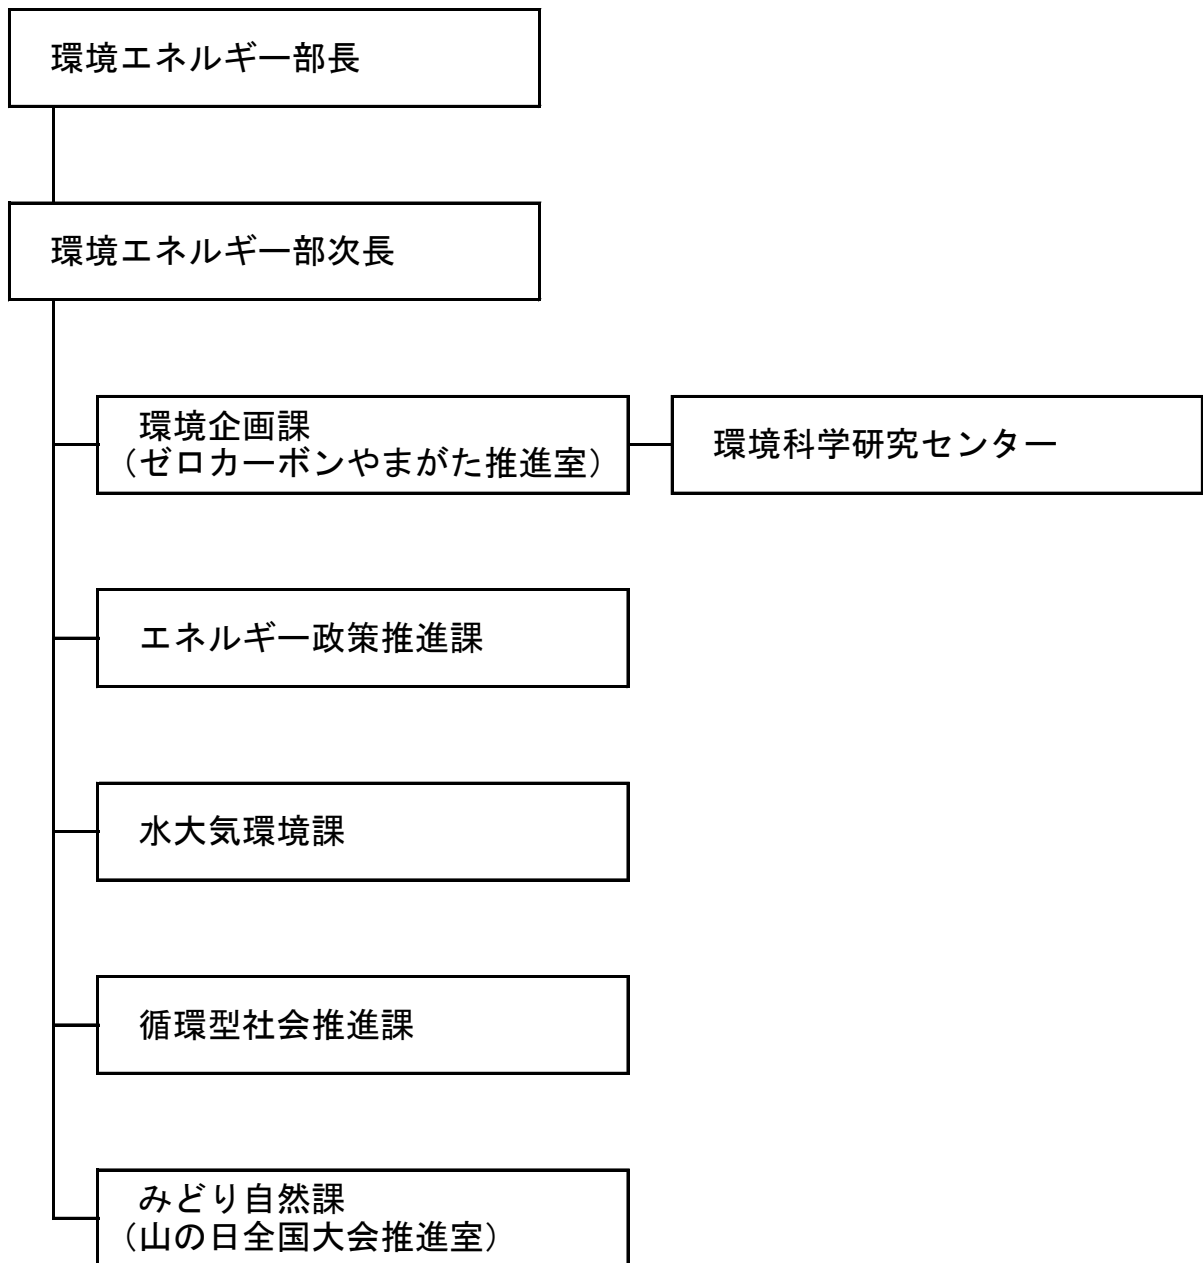 環境エネルギー部長
環境エネルギー部次長
環境企画課
（ゼロカーボンやまがた推進室）
環境科学研究センター
エネルギー政策推進課
水大気環境課
循環型社会推進課
みどり自然課
（山の日全国大会推進室）